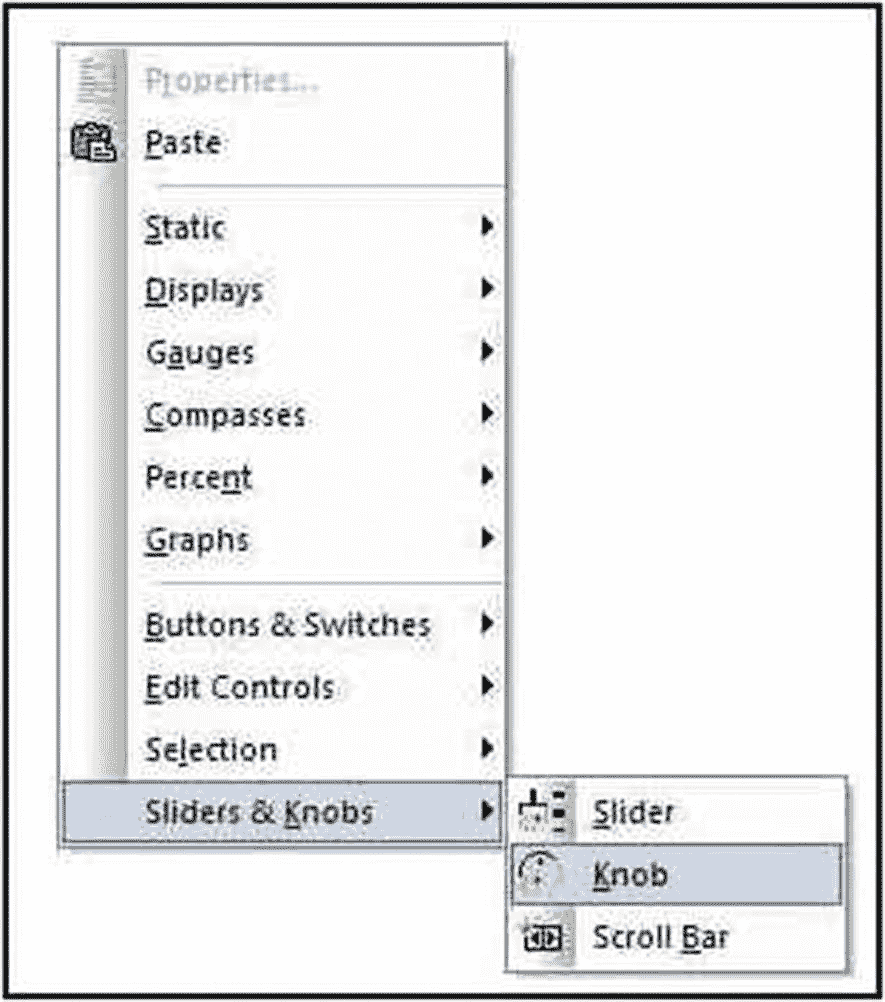 Properties...
Paste
Static
Displays
Gauges
Compasses
Percent
Graphs
Buttons & Switches
Edit Controls
Selection
Sliders & Knobs
Slider
Knob
Scroll Bar